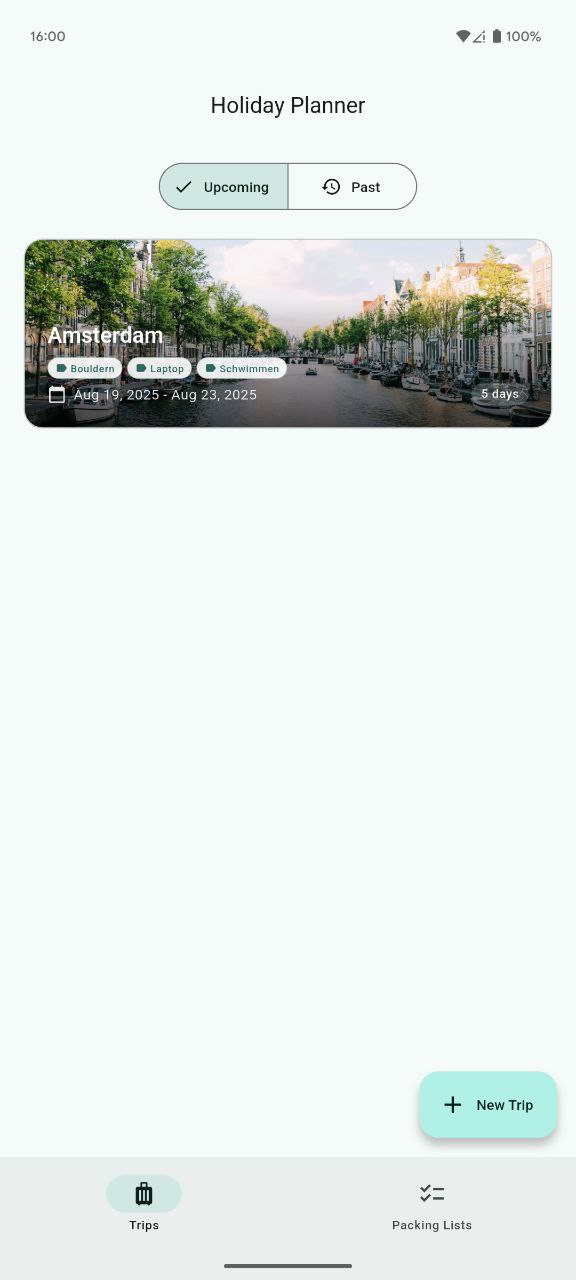 16:00 100%
Holiday Planner
Upcoming Past
Amsterdam
Bouldern Laptop Schwimmen
Aug 19, 2025 - Aug 23, 2025 5 days
New Trip
Trips Packing Lists